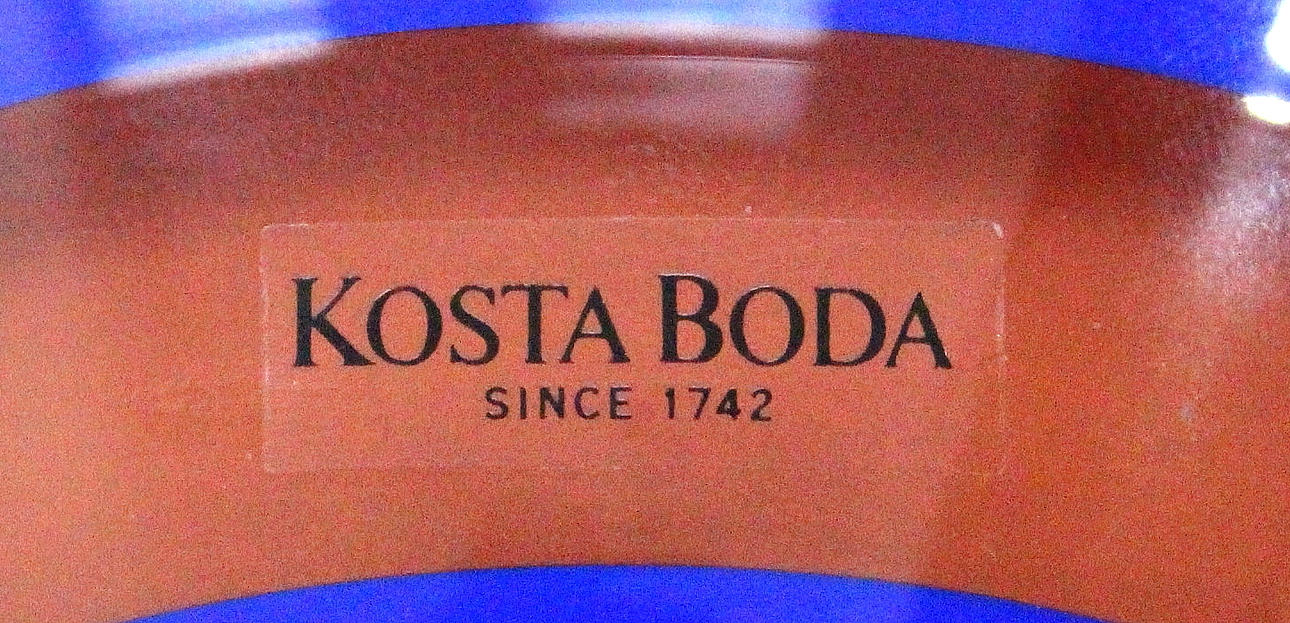 KOSTA BODA
SINCE 1742